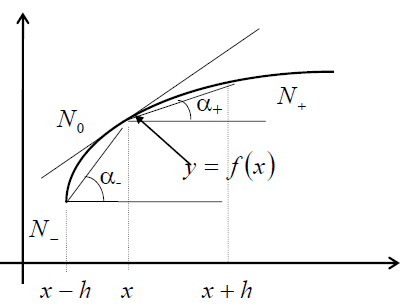 N₀
α₊
N₊
α₋
y = f(x)
N₋
x − h
x
x + h